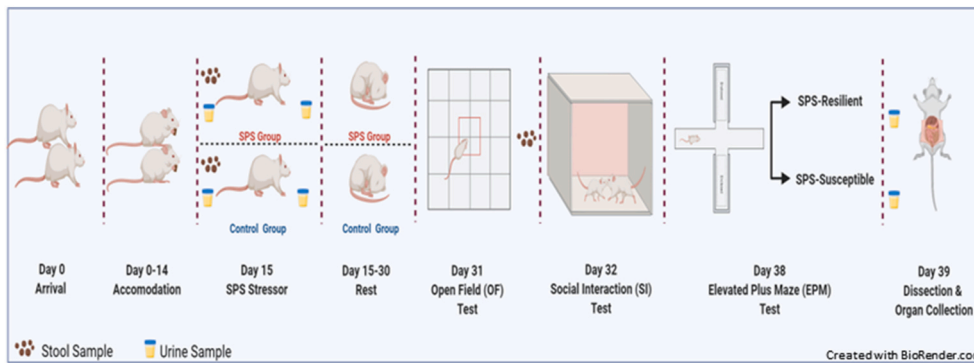 SPS Group
Control Group
SPS Group
Control Group
SPS-Resilient
SPS-Susceptible
Day 0
Arrival
Day 0-14
Accomodation
Day 15
SPS Stressor
Day 15-30
Rest
Day 31
Open Field (OF)
Test
Day 32
Social Interaction (SI)
Test
Day 38
Elevated Plus Maze (EPM)
Test
Day 39
Dissection &
Organ Collection
Stool Sample
Urine Sample
Created with BioRender.co